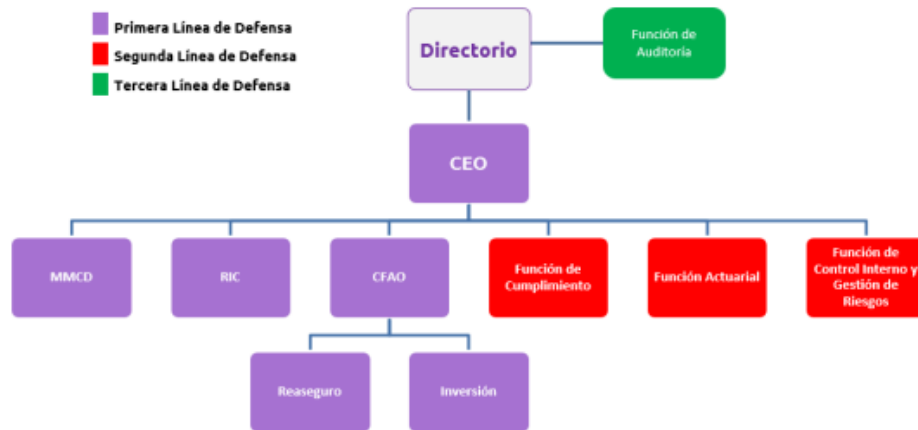 Primera Línea de Defensa
Segunda Línea de Defensa
Tercera Línea de Defensa
Directorio
Función de
Auditoría
CEO
MMCD
RIC
CFAO
Función de
Cumplimiento
Función Actuarial
Función de
Control Interno y
Gestión de
Riesgos
Reaseguro
Inversión